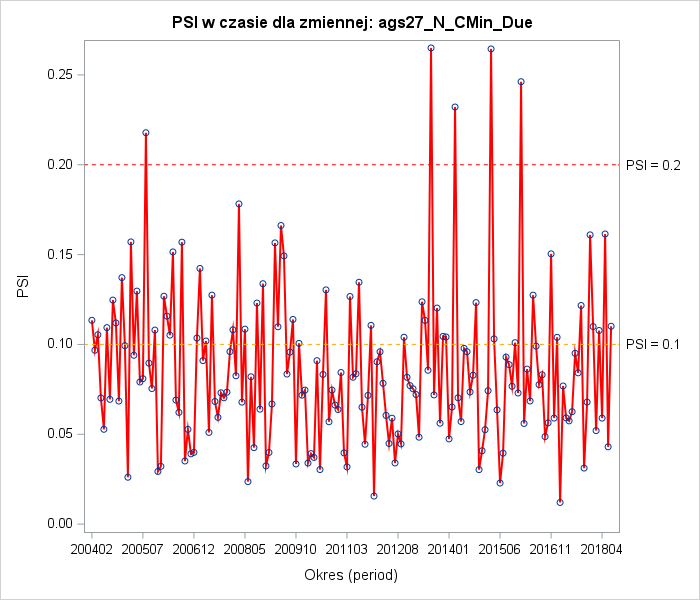 PSI w czasie dla zmiennej: ags27_N_CMin_Due
PSI
0.25
0.20
0.15
0.10
0.05
0.00
PSI = 0.2
PSI = 0.1
200402 200507 200612 200805 200910 201103 201208 201401 201506 201611 201804
Okres (period)